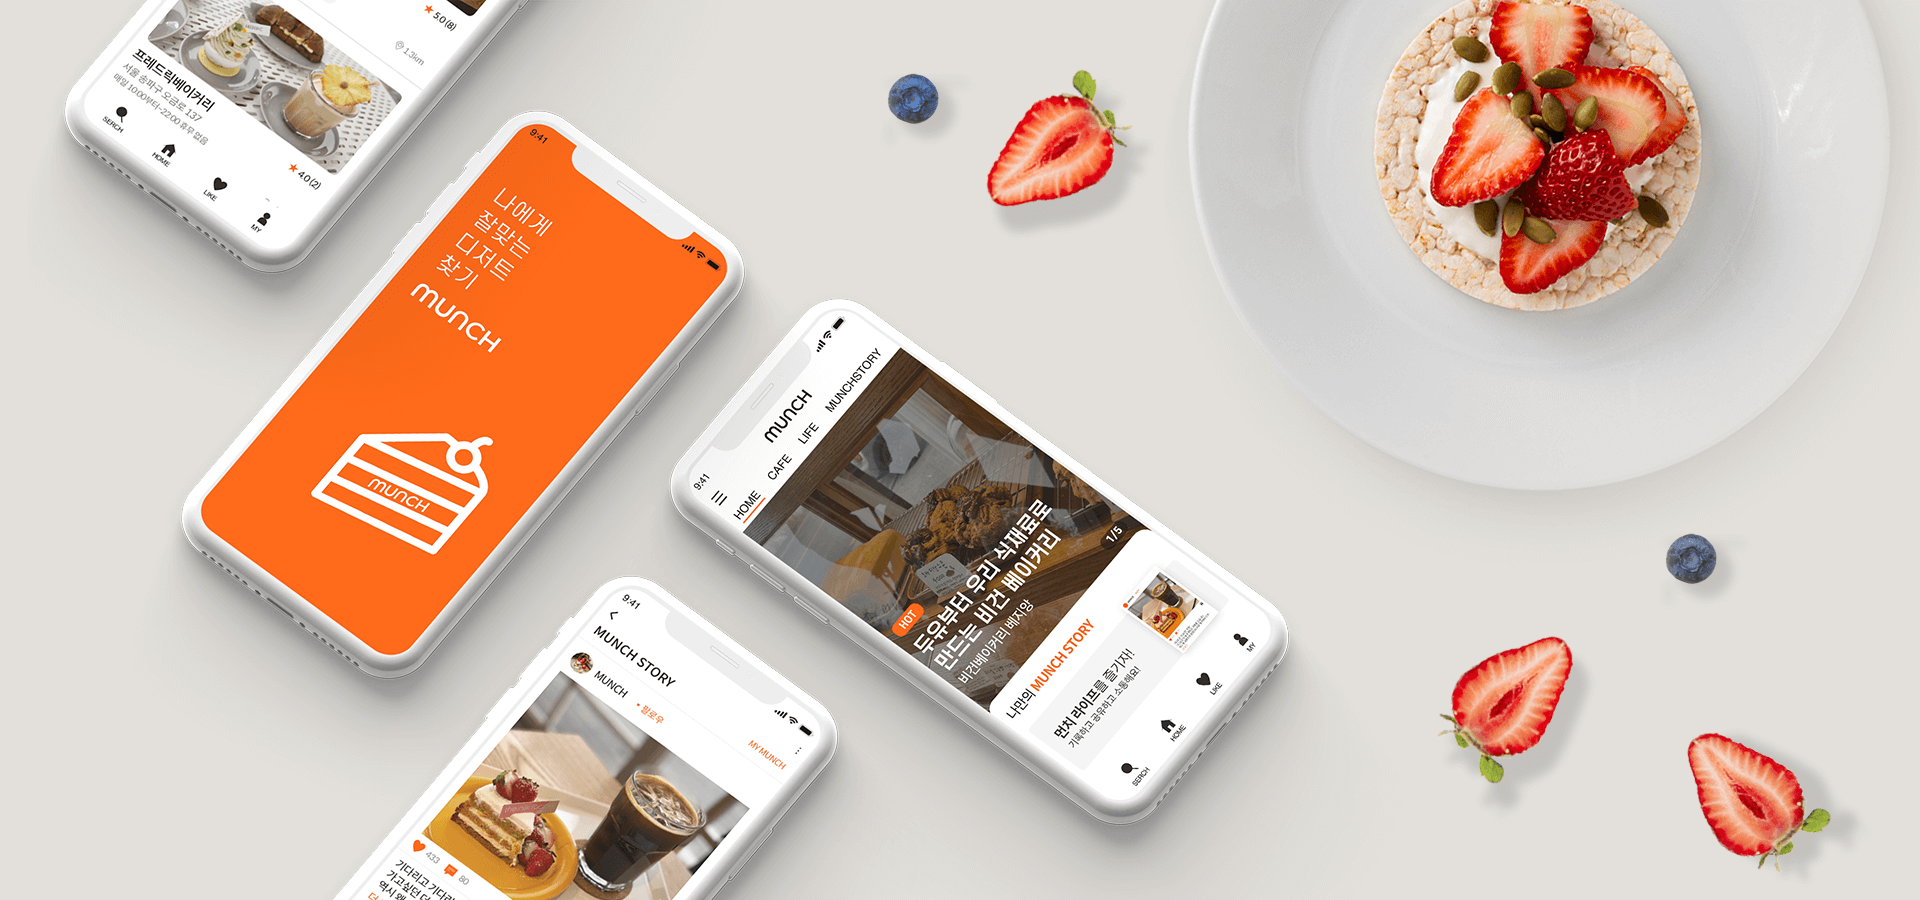 5.0(8)
1.3km
프레드릭베이커리
서울 송파구 오금로 137
매일 10:00부터~22:00 휴무 없음
4.0(2)
SERCH
HOME
LIKE
MY
9:41
나에게
잘맞는
디저트
찾기
MUNCH
MUNCH
9:41
MUNCH
HOME
CAFE
LIFE
MUNCHSTORY
HOT
두유부터 우리 식재료로
만드는 비건 베이커리
비건베이커리 베지앙
1/5
나만의 MUNCH STORY
먼치 라이프를 즐기자!
기록하고 공유하고 소통해요!
SERCH
HOME
LIKE
MY
9:41
MUNCH STORY
MUNCH
• 팔로우
MY MUNCH
433
80
기다리고 기다리
가고싶던 더
역시 왜